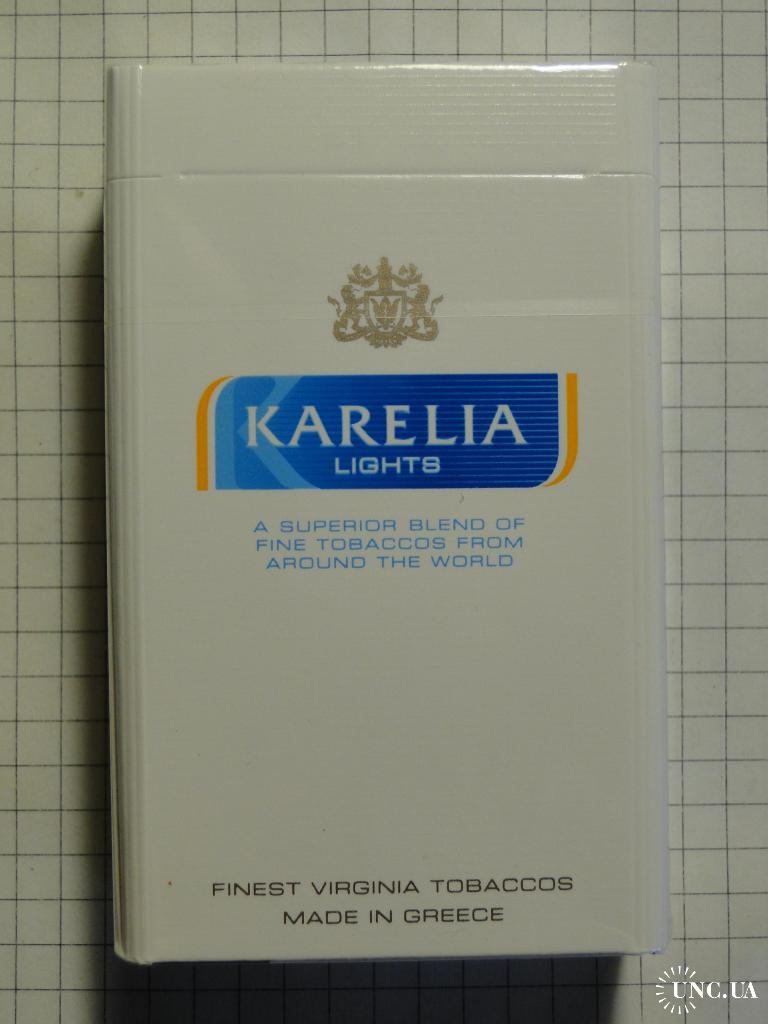 KARELIA
LIGHTS
A SUPERIOR BLEND OF
FINE TOBACCOS FROM
AROUND THE WORLD
FINEST VIRGINIA TOBACCOS
MADE IN GREECE
UNC.UA